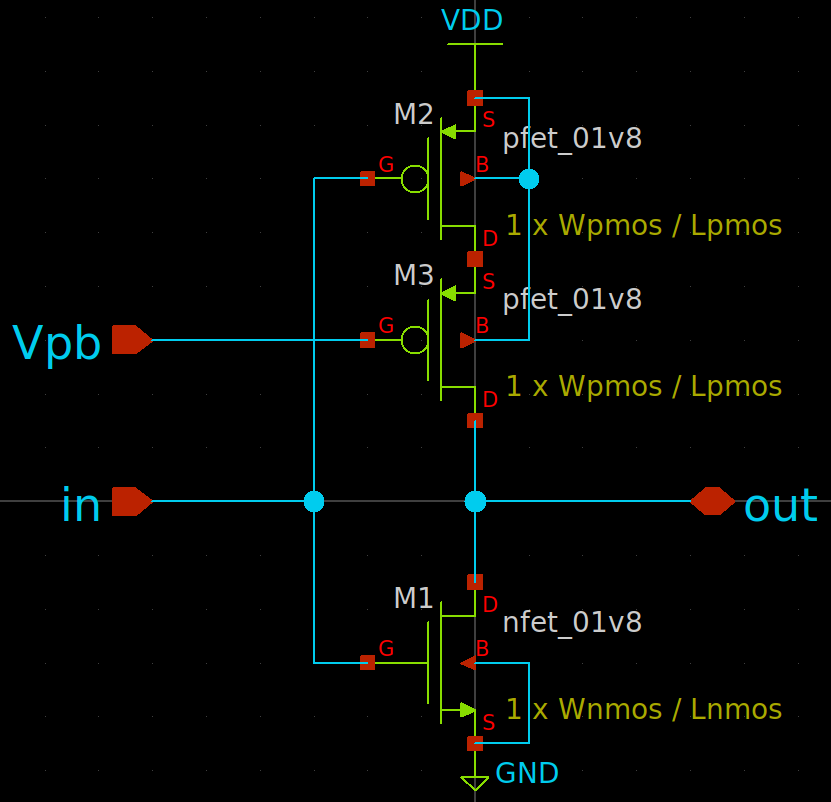 VDD
M2
S
pfet_01v8
G
B
1 x Wpmos / Lpmos
D
M3
S
pfet_01v8
Vpb
G
B
1 x Wpmos / Lpmos
D
in
out
M1
D
nfet_01v8
G
B
1 x Wnmos / Lnmos
S
GND